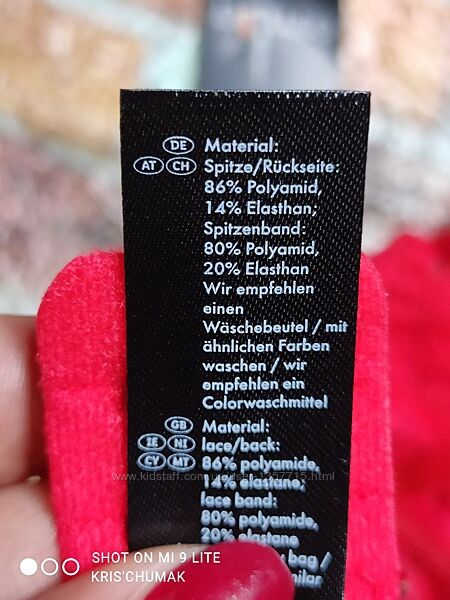 DE Material:
AT CH Spitze/Rückseite:
86% Polyamid,
14% Elasthan;
Spitzenband:
80% Polyamid,
20% Elasthan
Wir empfehlen
einen
Wäschebeutel / mit
ähnlichen Farben
waschen / wir
empfehlen ein
Colorwaschmittel
GB Material:
IE NI lace/back:
CY MT 86% polyamide,
14% elastane;
lace band:
80% polyamide,
20% elastane
bag /
SHOT ON MI 9 LITE
KRIS'CHUMAK